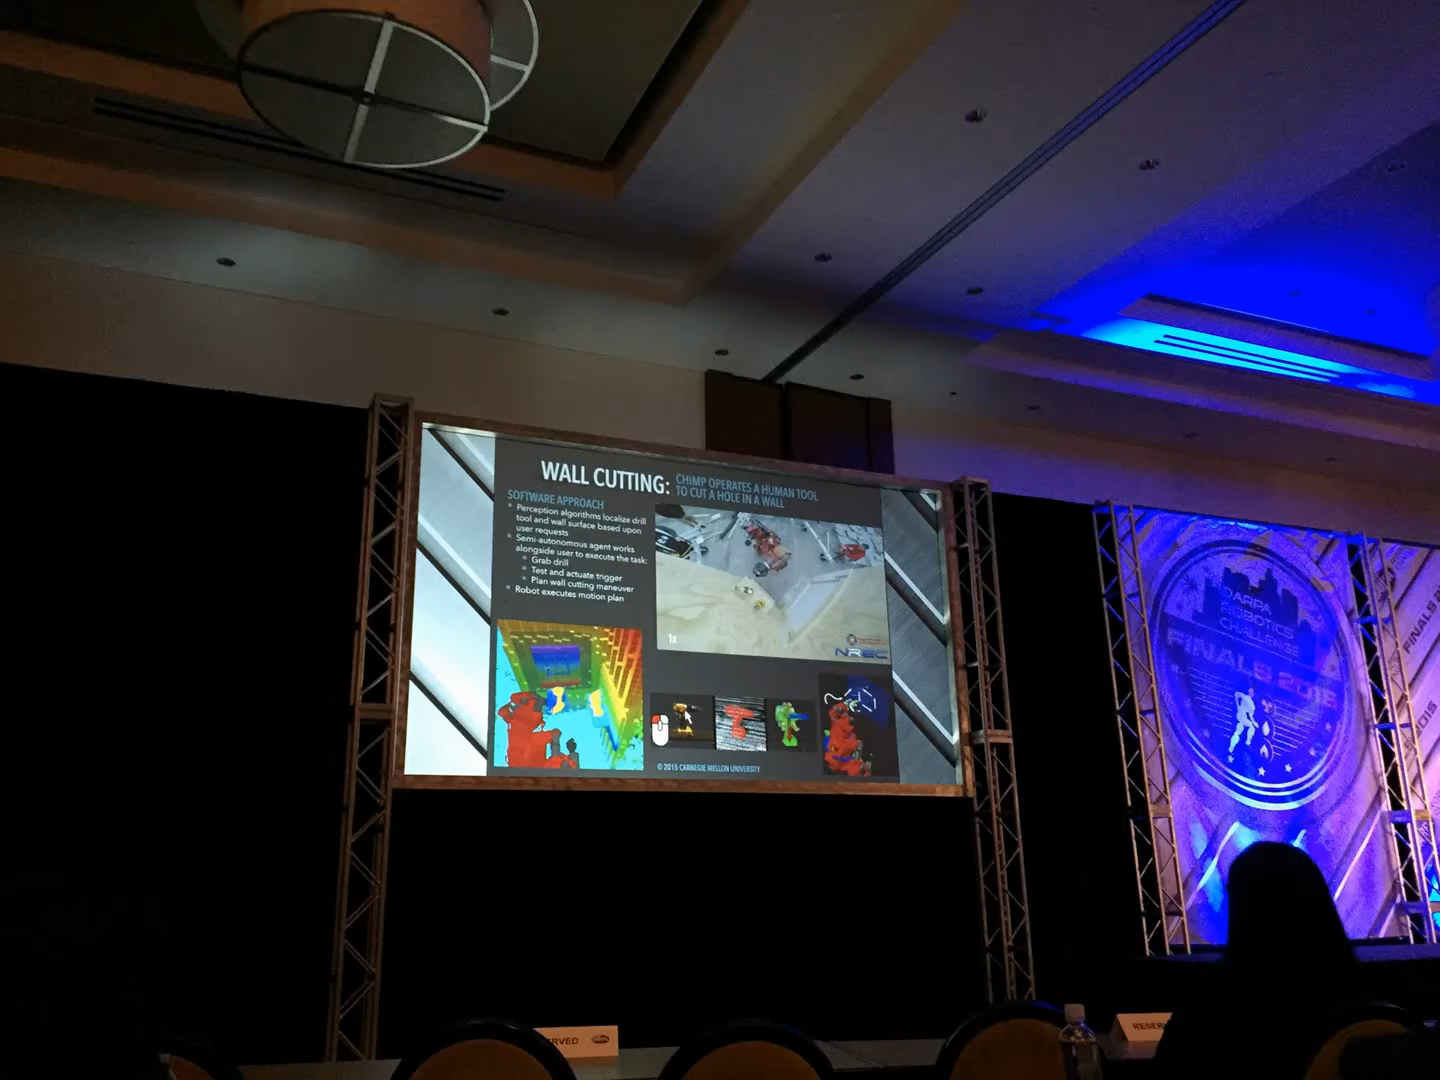 WALL CUTTING:
CHIMP OPERATES A HUMAN TOOL
TO CUT A HOLE IN A WALL
SOFTWARE APPROACH
Perception algorithms localize drill
tool and wall surface based upon
user requests
Semi-autonomous agent works
alongside user to execute the task:
Grab drill
Test and actuate trigger
Plan wall cutting maneuver
Robot executes motion plan
1x
NREC
© 2015 CARNEGIE MELLON UNIVERSITY
DARPA
ROBOTICS
CHALLENGE
FINALS 2015
FINALS 2
2015
RVED
RESER